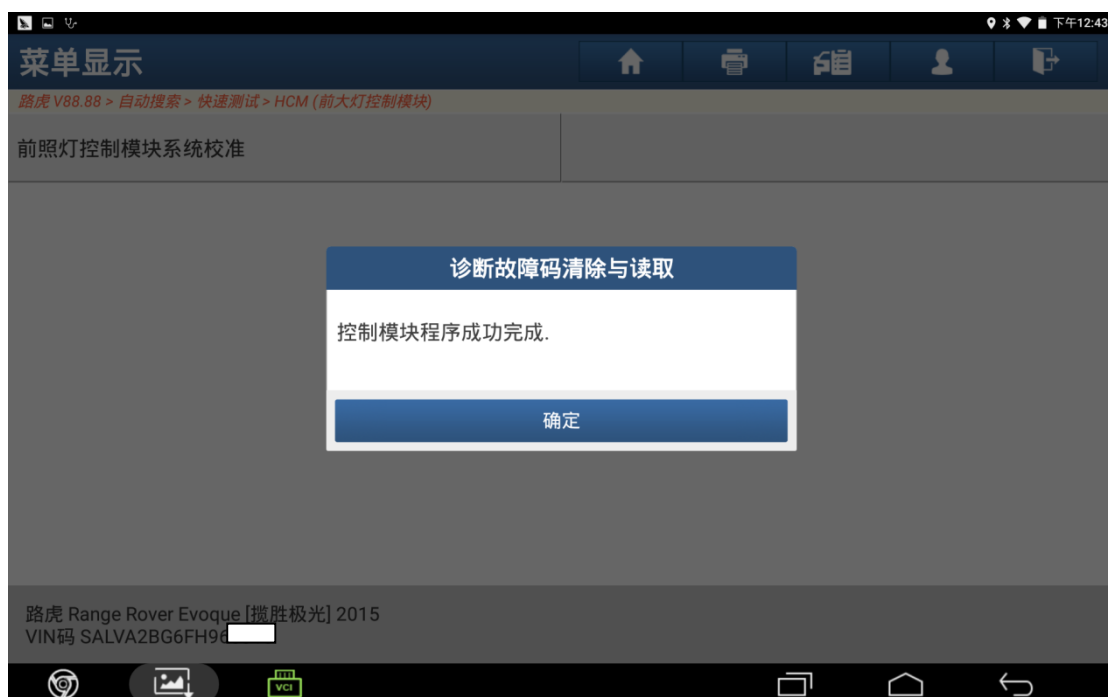 下午12:43
菜单显示
路虎 V88.88 > 自动搜索 > 快速测试 > HCM (前大灯控制模块)
前照灯控制模块系统校准
诊断故障码清除与读取
控制模块程序成功完成.
确定
路虎 Range Rover Evoque [揽胜极光] 2015
VIN码 SALVA2BG6FH96
VCI